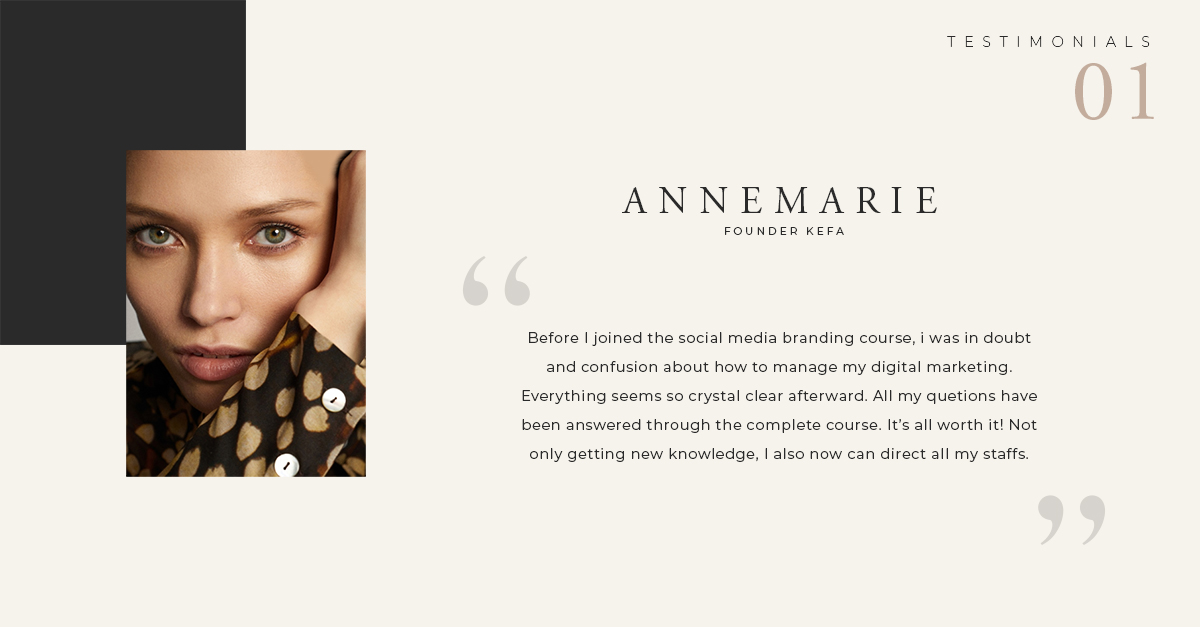 TESTIMONIALS
01
ANNEMARIE
FOUNDER KEFA
“
Before I joined the social media branding course, i was in doubt
and confusion about how to manage my digital marketing.
Everything seems so crystal clear afterward. All my quetions have
been answered through the complete course. It’s all worth it! Not
only getting new knowledge, I also now can direct all my staffs.
”